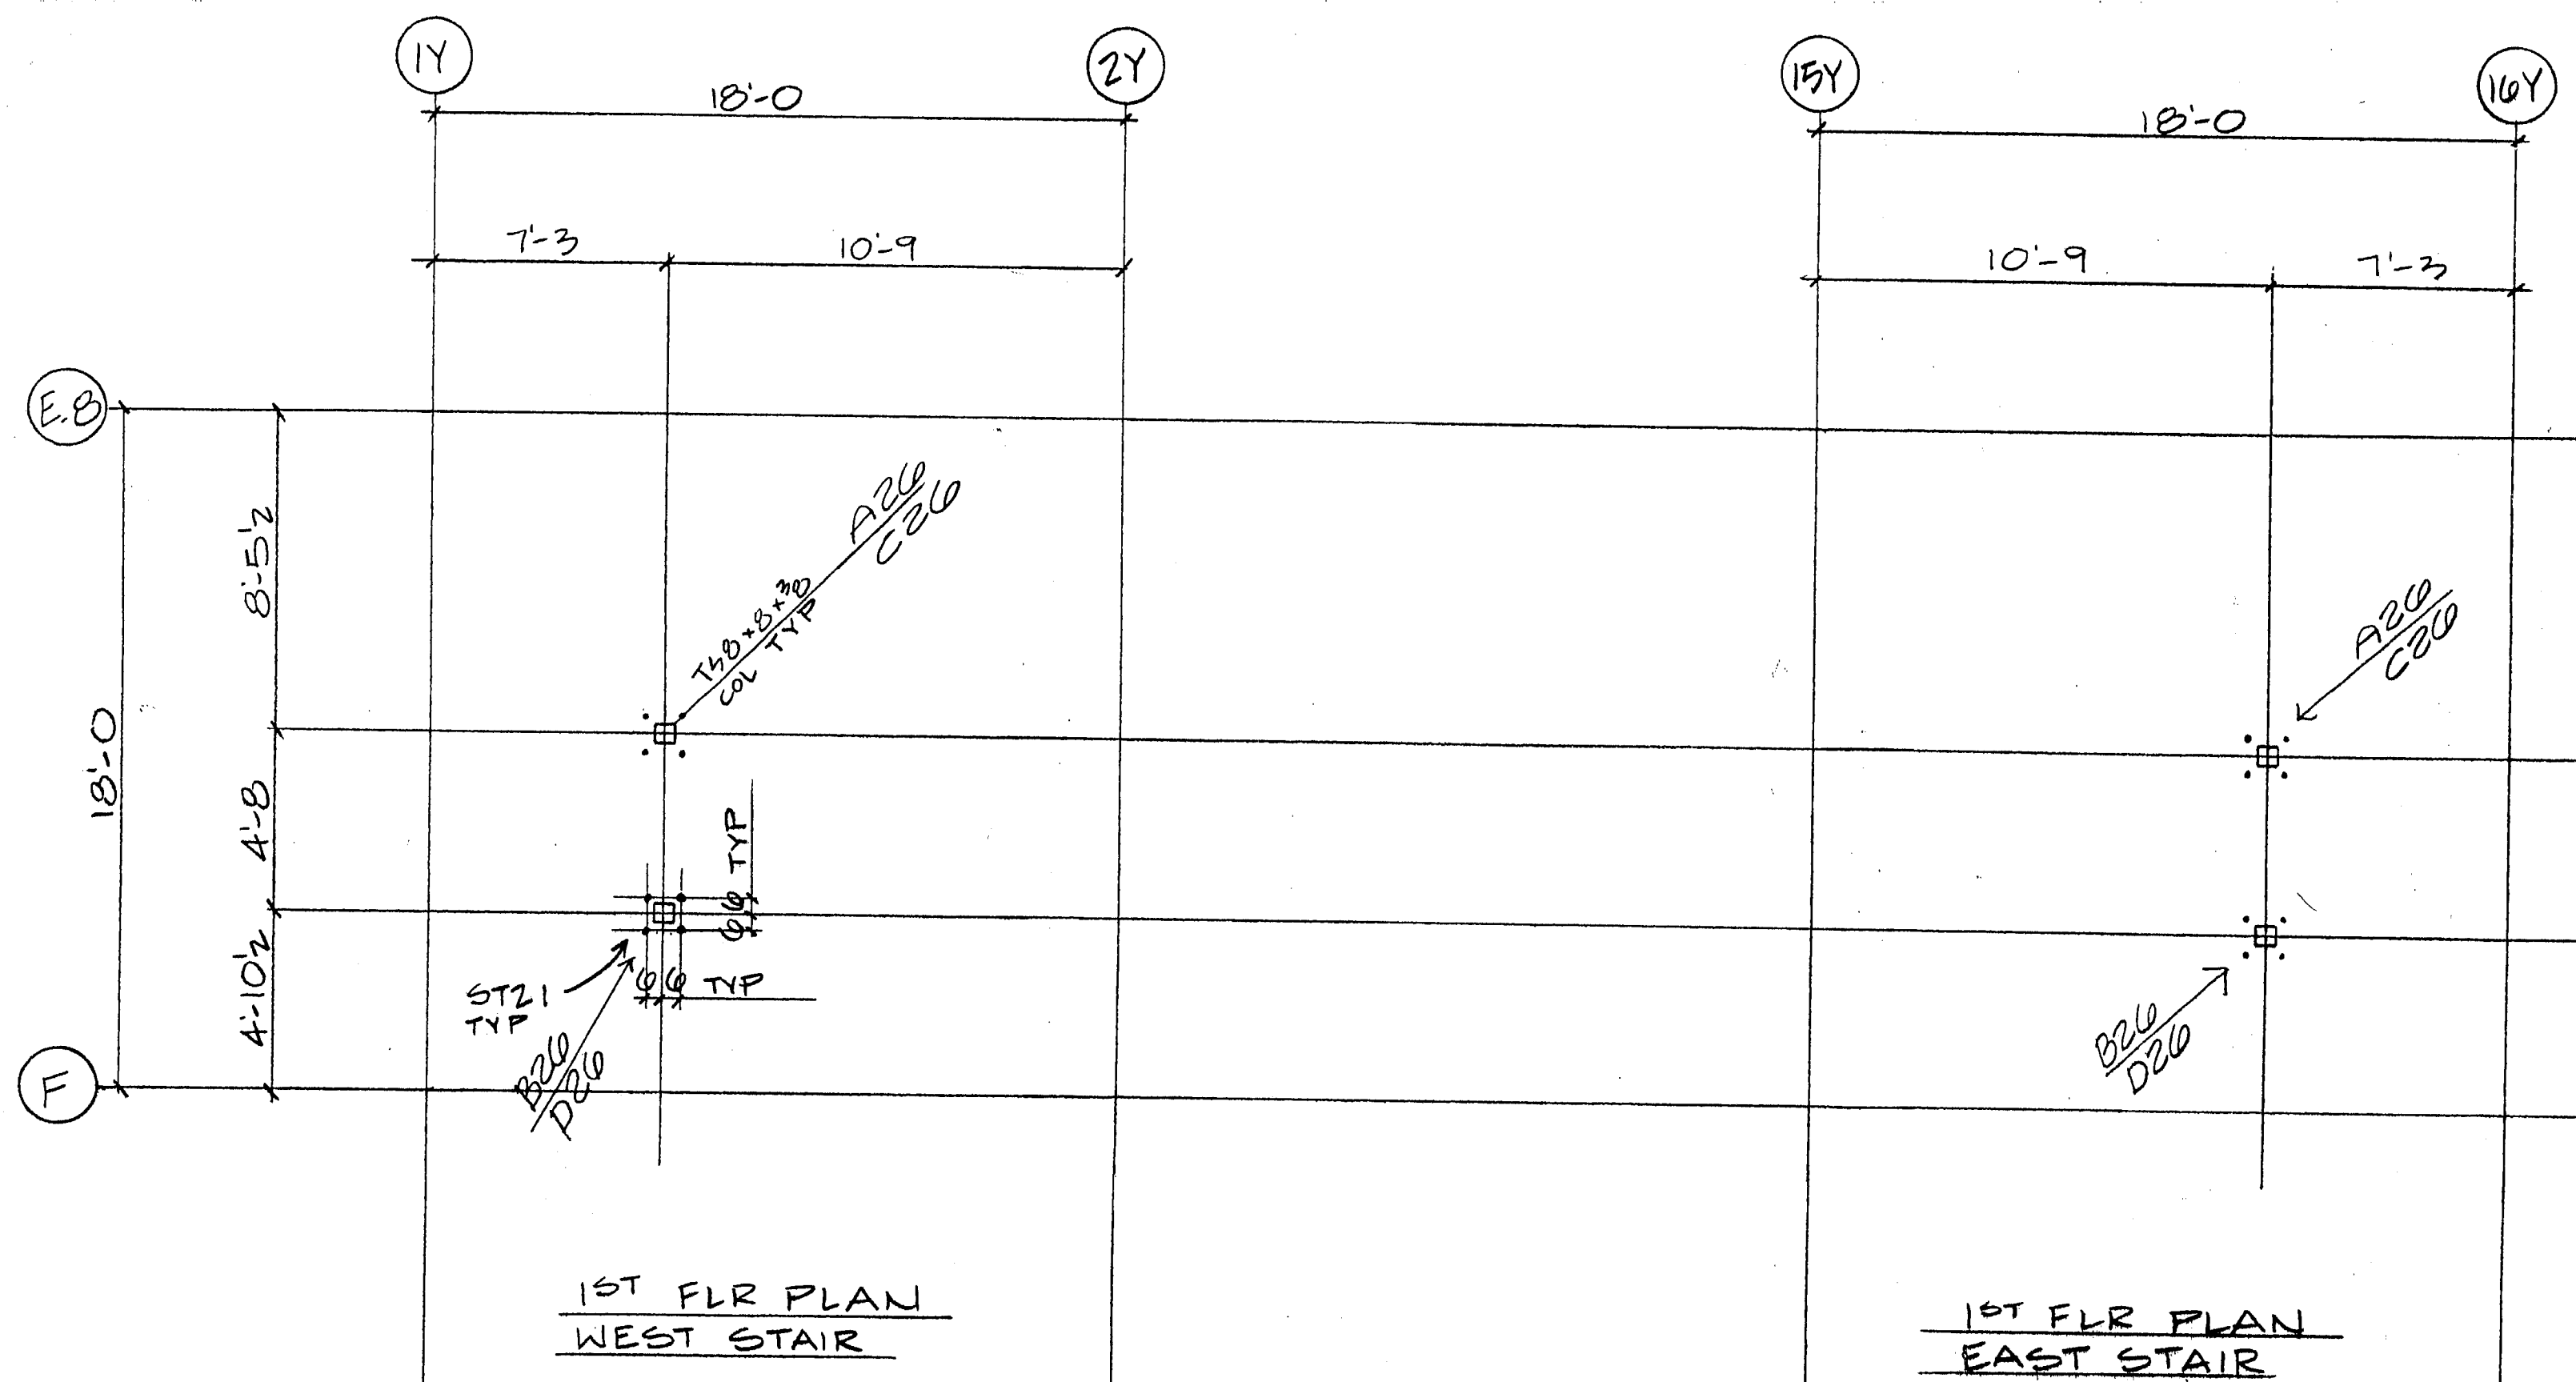 1Y
2Y
15Y
16Y
18'-0
18'-0
7'-3
10'-9
10'-9
7'-3
E.8
8'-5½
18'-0
4'-8
4'-10½
F
A26
C26
TS8×8×38
COL TYP
6 6 TYP
6 6 TYP
ST21
TYP
B26
D26
A26
C26
B26
D26
1ST FLR PLAN
WEST STAIR
1ST FLR PLAN
EAST STAIR